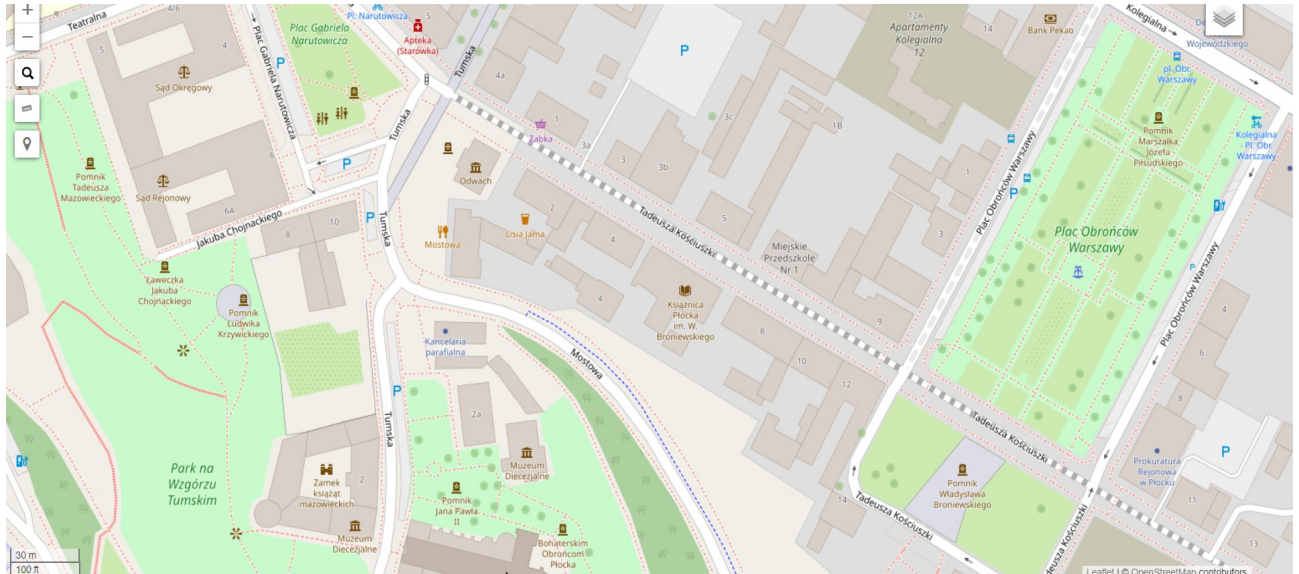 +
−
Teatralna
4/6
Plac Gabriela Narutowicza
5
4
Sąd Okręgowy
6
Pl. Narutowicza
Plac Gabriela
Narutowicza
P
5
Apteka
(Starówka)
Tumska
4a
Tumska
P
1
Żabka
3a
3
3b
3c
P
1B
12A
Apartamenty
Kolegialna
12
Bank Pekao
Kolegialna
Wojewódzkiego
pl. Obr.
Warszawy
Pomnik
Marszałka
Józefa
Piłsudskiego
Kolegialna
- Pl. Obr.
Warszawy
Pomnik
Tadeusza
Mazowieckiego
Sąd Rejonowy
6A
Jakuba Chojnackiego
8
10
P
Tumska
Odwach
Mostowa
Lisia Jama
2
4
4
Tadeusza Kościuszki
5
Miejskie
Przedszkole
Nr 1
1
3
P
Plac Obrońców Warszawy
Plac Obrońców
Warszawy
Plac Obrońców Warszawy
P
4
6
Ławeczka
Jakuba
Chojnackiego
Pomnik
Ludwika
Krzywickiego
Kancelaria
parafialna
Mostowa
Książnica
Płocka
im. W.
Broniewskiego
8
9
10
12
P
Tumska
2a
Muzeum
Diecezjalne
Park na
Wzgórzu
Tumskim
Zamek
książąt
mazowieckich
2
Muzeum
Diecezjalne
Pomnik
Jana Pawła
II
Bohaterskim
Obrońcom
Płocka
14
Tadeusza Kościuszki
Pomnik
Władysława
Broniewskiego
Tadeusza Kościuszki
Tadeusza Kościuszki
Prokuratura
Rejonowa
w Płocku
P
11
13
30 m
100 ft
Leaflet | © OpenStreetMap contributors